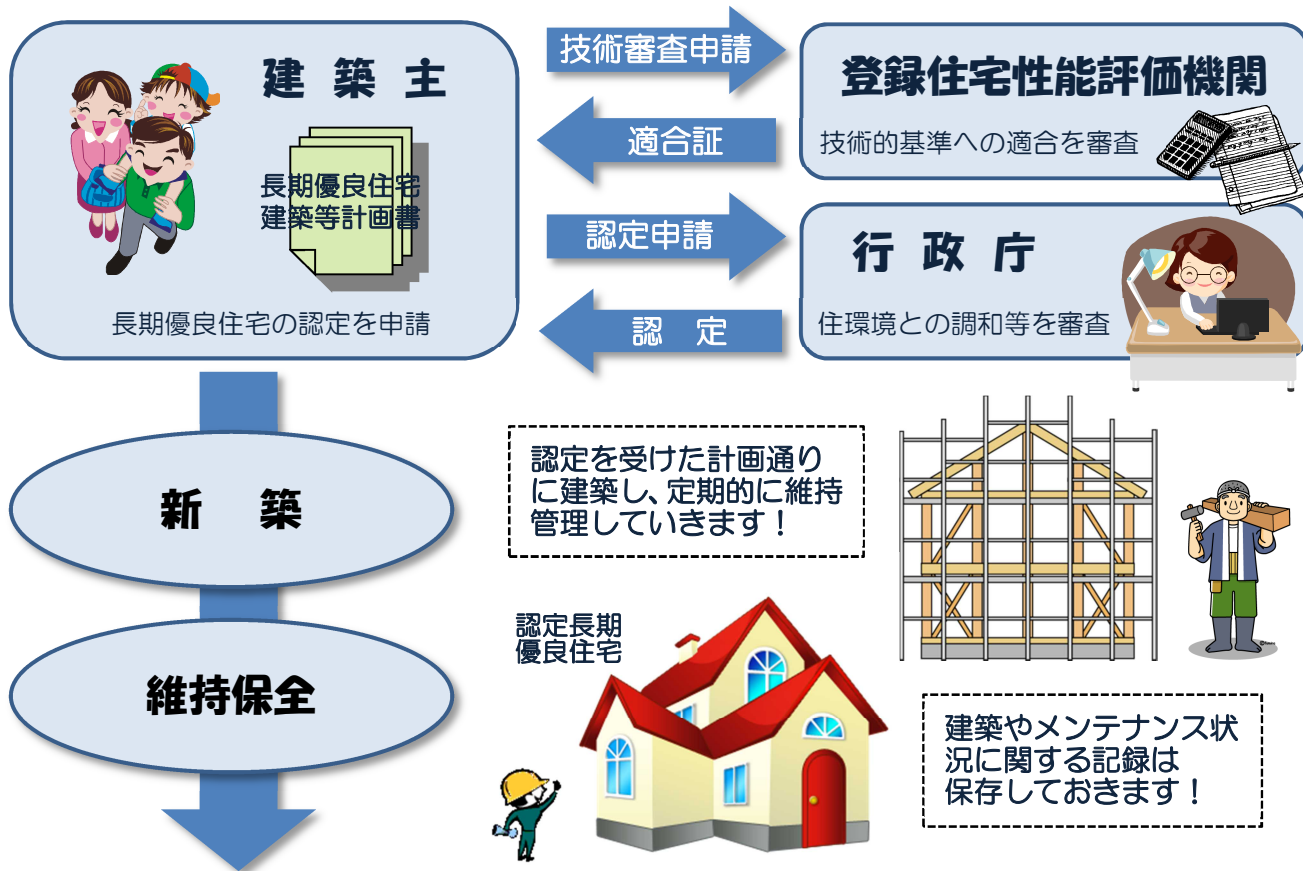 建築主
長期優良住宅
建築等計画書
長期優良住宅の認定を申請
技術審査申請
適合証
認定申請
認定
登録住宅性能評価機関
技術的基準への適合を審査
行政庁
住環境との調和等を審査
新築
維持保全
認定を受けた計画通り
に建築し、定期的に維持
管理していきます！
認定長期
優良住宅
建築やメンテナンス状
況に関する記録は
保存しておきます！